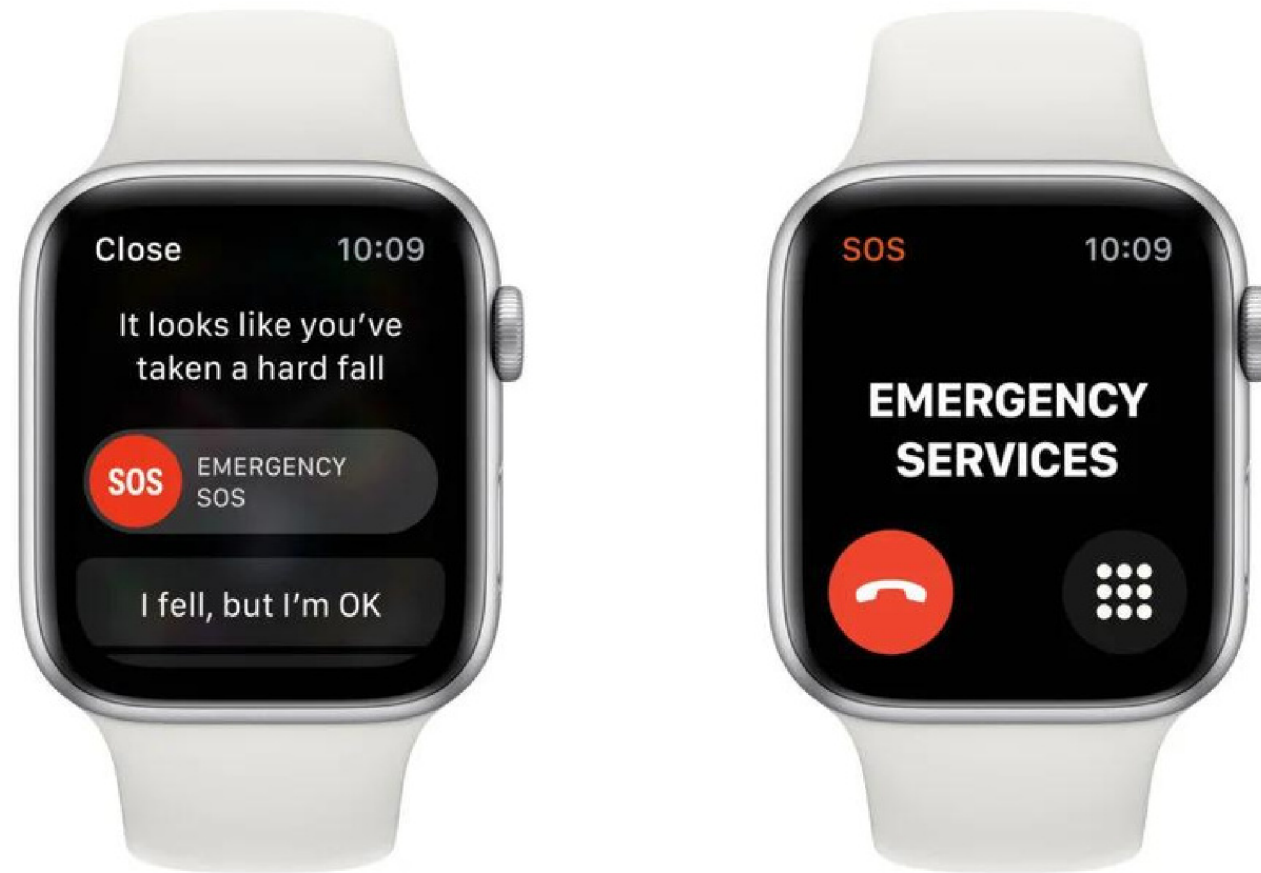 Close 10:09
It looks like you've
taken a hard fall
SOS EMERGENCY
SOS
I fell, but I'm OK
SOS 10:09
EMERGENCY
SERVICES